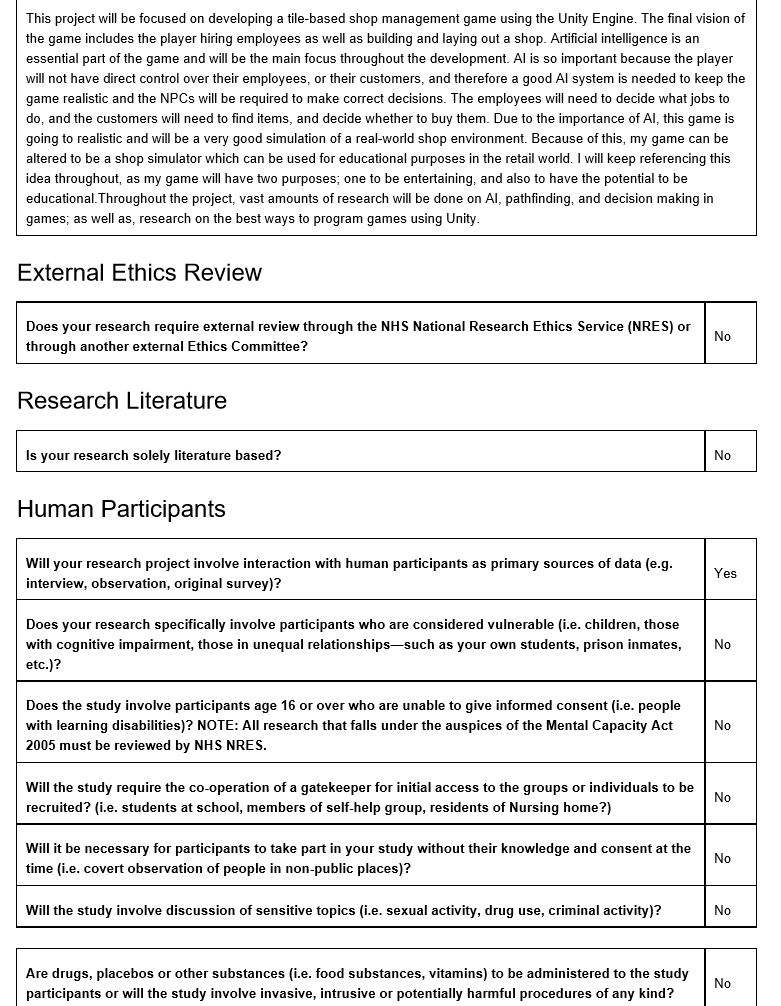 This project will be focused on developing a tile-based shop management game using the Unity Engine. The final vision of
the game includes the player hiring employees as well as building and laying out a shop. Artificial intelligence is an
essential part of the game and will be the main focus throughout the development. AI is so important because the player
will not have direct control over their employees, or their customers, and therefore a good AI system is needed to keep the
game realistic and the NPCs will be required to make correct decisions. The employees will need to decide what jobs to
do, and the customers will need to find items, and decide whether to buy them. Due to the importance of AI, this game is
going to realistic and will be a very good simulation of a real-world shop environment. Because of this, my game can be
altered to be a shop simulator which can be used for educational purposes in the retail world. I will keep referencing this
idea throughout, as my game will have two purposes; one to be entertaining, and also to have the potential to be
educational.Throughout the project, vast amounts of research will be done on AI, pathfinding, and decision making in
games; as well as, research on the best ways to program games using Unity.
External Ethics Review
Does your research require external review through the NHS National Research Ethics Service (NRES) or
through another external Ethics Committee?
No
Research Literature
Is your research solely literature based?
No
Human Participants
Will your research project involve interaction with human participants as primary sources of data (e.g.
interview, observation, original survey)?
Yes
Does your research specifically involve participants who are considered vulnerable (i.e. children, those
with cognitive impairment, those in unequal relationships—such as your own students, prison inmates,
etc.)?
No
Does the study involve participants age 16 or over who are unable to give informed consent (i.e. people
with learning disabilities)? NOTE: All research that falls under the auspices of the Mental Capacity Act
2005 must be reviewed by NHS NRES.
No
Will the study require the co-operation of a gatekeeper for initial access to the groups or individuals to be
recruited? (i.e. students at school, members of self-help group, residents of Nursing home?)
No
Will it be necessary for participants to take part in your study without their knowledge and consent at the
time (i.e. covert observation of people in non-public places)?
No
Will the study involve discussion of sensitive topics (i.e. sexual activity, drug use, criminal activity)?
No
Are drugs, placebos or other substances (i.e. food substances, vitamins) to be administered to the study
participants or will the study involve invasive, intrusive or potentially harmful procedures of any kind?
No